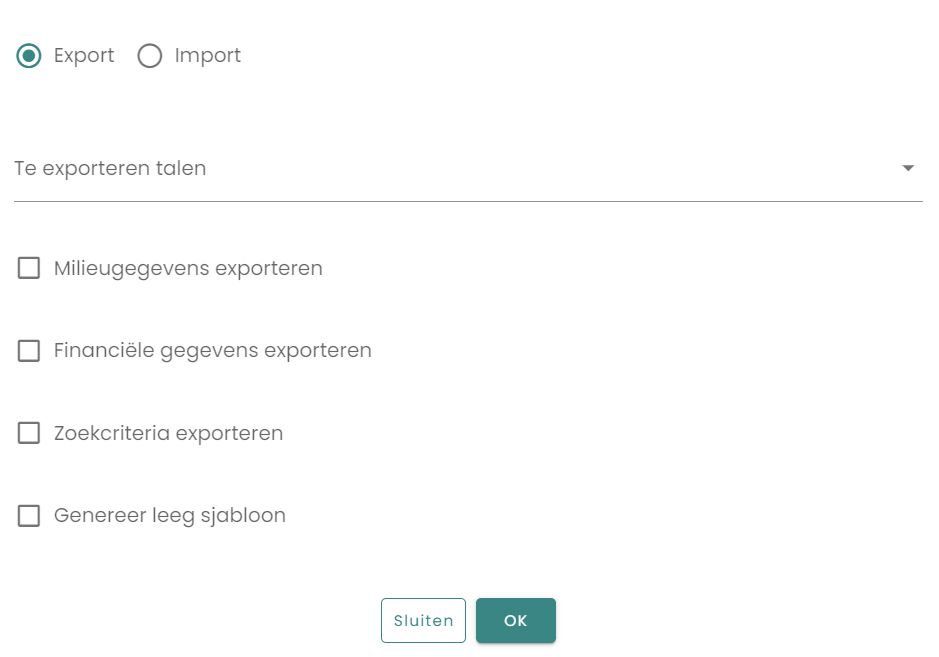 Export Import
Te exporteren talen
Milieugegevens exporteren
Financiële gegevens exporteren
Zoekcriteria exporteren
Genereer leeg sjabloon
Sluiten OK